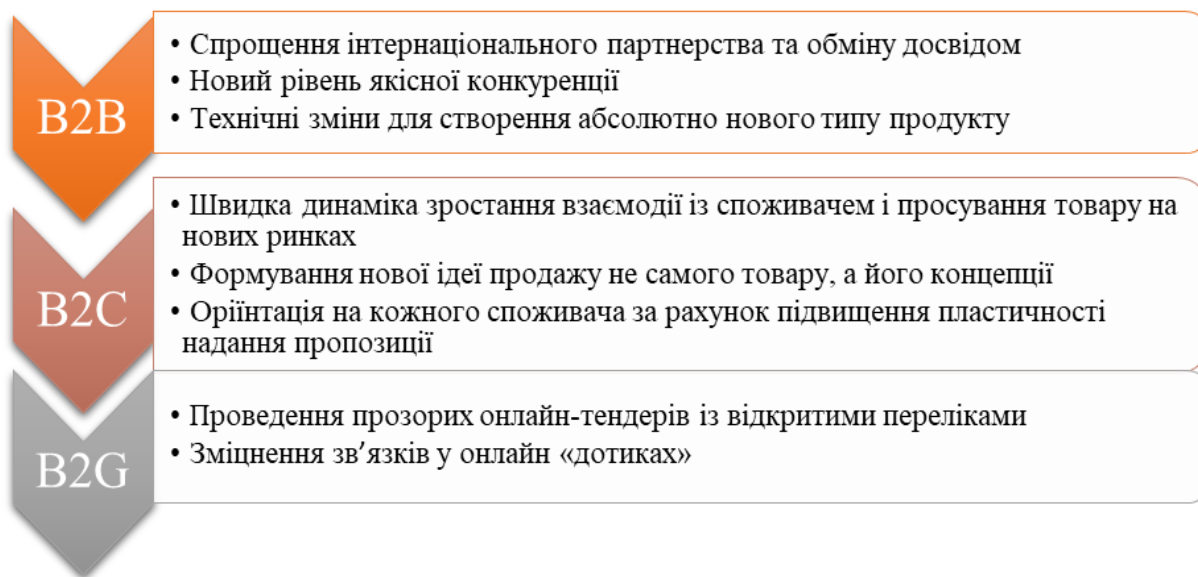 B2B
• Спрощення інтернаціонального партнерства та обміну досвідом
• Новий рівень якісної конкуренції
• Технічні зміни для створення абсолютно нового типу продукту
B2C
• Швидка динаміка зростання взаємодії із споживачем і просування товару на
нових ринках
• Формування нової ідеї продажу не самого товару, а його концепції
• Оріїнтація на кожного споживача за рахунок підвищення пластичності
надання пропозиції
B2G
• Проведення прозорих онлайн-тендерів із відкритими переліками
• Зміцнення зв’язків у онлайн «дотиках»